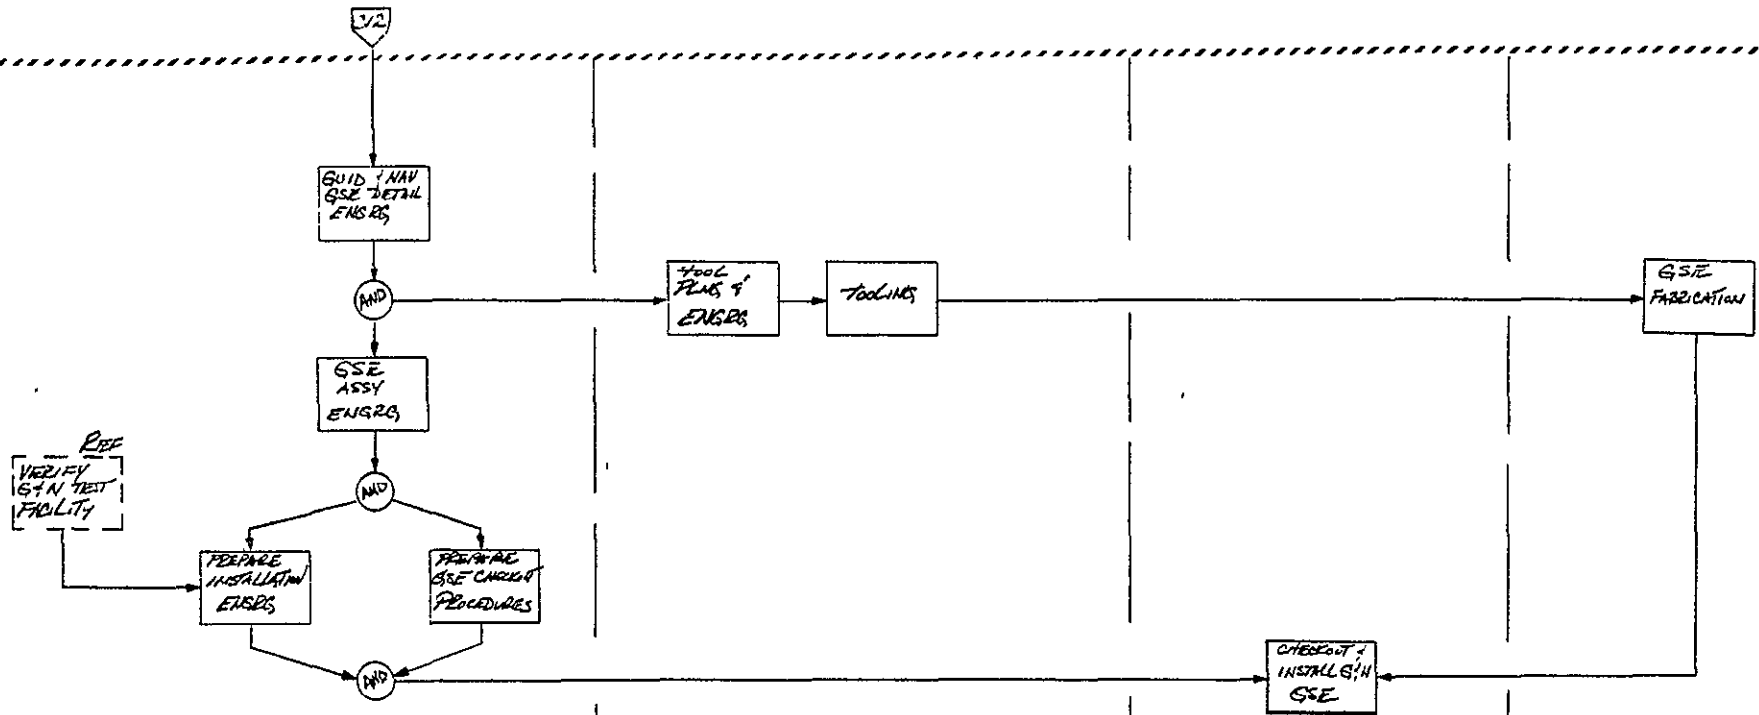 3/2
GUID & NAV
GSE DETAIL
ENGRG
AND
TOOL
PLNG &
ENGRG
TOOLING
GSE
FABRICATION
GSE
ASSY
ENGRG
REF
VERIFY
G&N TEST
FACILITY
AND
PREPARE
INSTALLATION
ENGRG
PREPARE
GSE CHECKOUT
PROCEDURES
AND
CHECKOUT &
INSTALL G&N
GSE